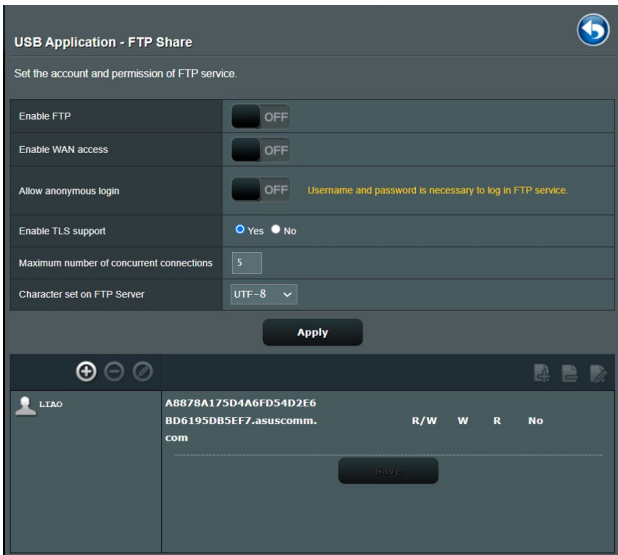 USB Application - FTP Share
Set the account and permission of FTP service.
Enable FTP
OFF
Enable WAN access
OFF
Allow anonymous login
OFF
Username and password is necessary to log in FTP service.
Enable TLS support
Yes No
Maximum number of concurrent connections
5
Character set on FTP Server
UTF-8
Apply
LIAO
A8878A175D4A6FD54D2E6
BD6195DB5EF7.asuscomm.
com
R/W W R No
Save